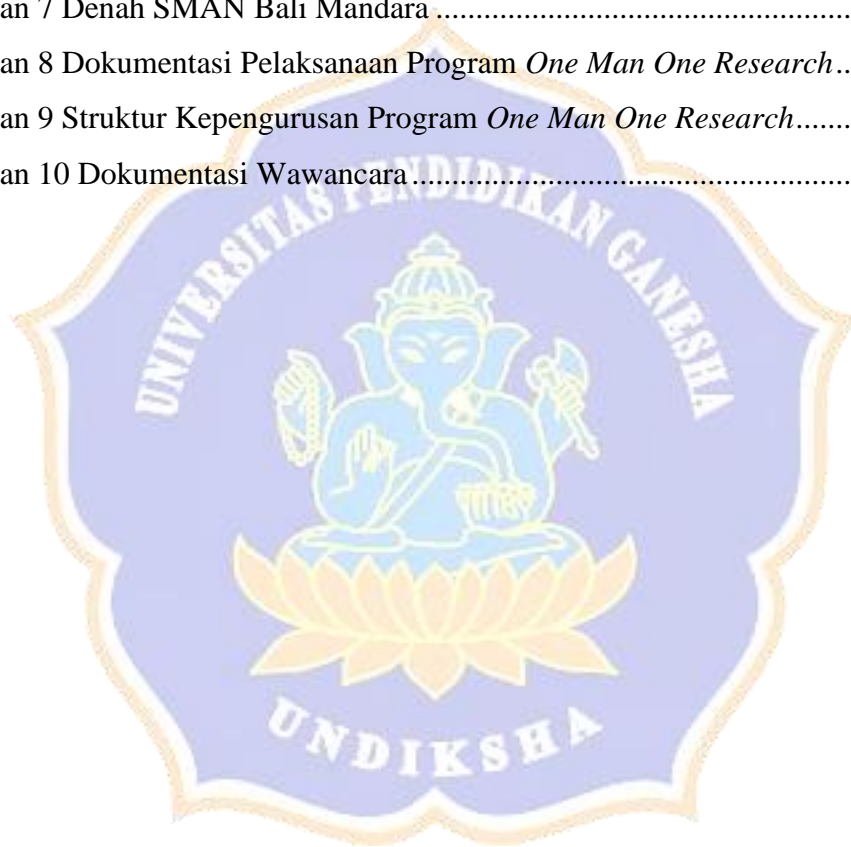 an 7 Denah SMAN Bali Mandara ................................................................
an 8 Dokumentasi Pelaksanaan Program One Man One Research..
an 9 Struktur Kepengurusan Program One Man One Research.......
an 10 Dokumentasi Wawancara ................................................................
UNIVERSITAS PENDIDIKAN GANESHA
UNDIKSHA